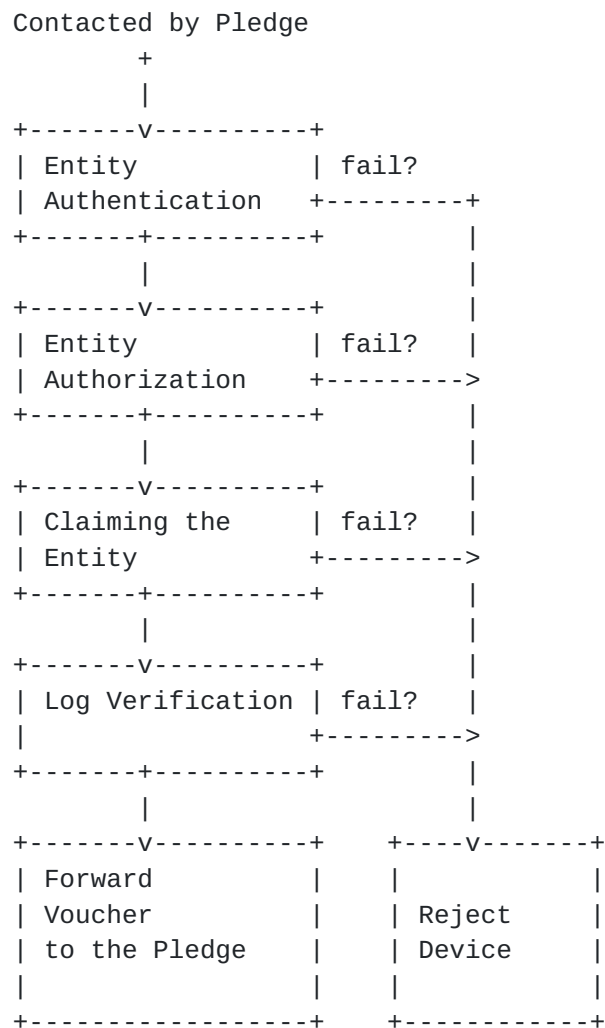 Contacted by Pledge
Entity fail?
Authentication
Entity fail?
Authorization
Claiming the fail?
Entity
Log Verification fail?
Forward
Voucher Reject
to the Pledge Device